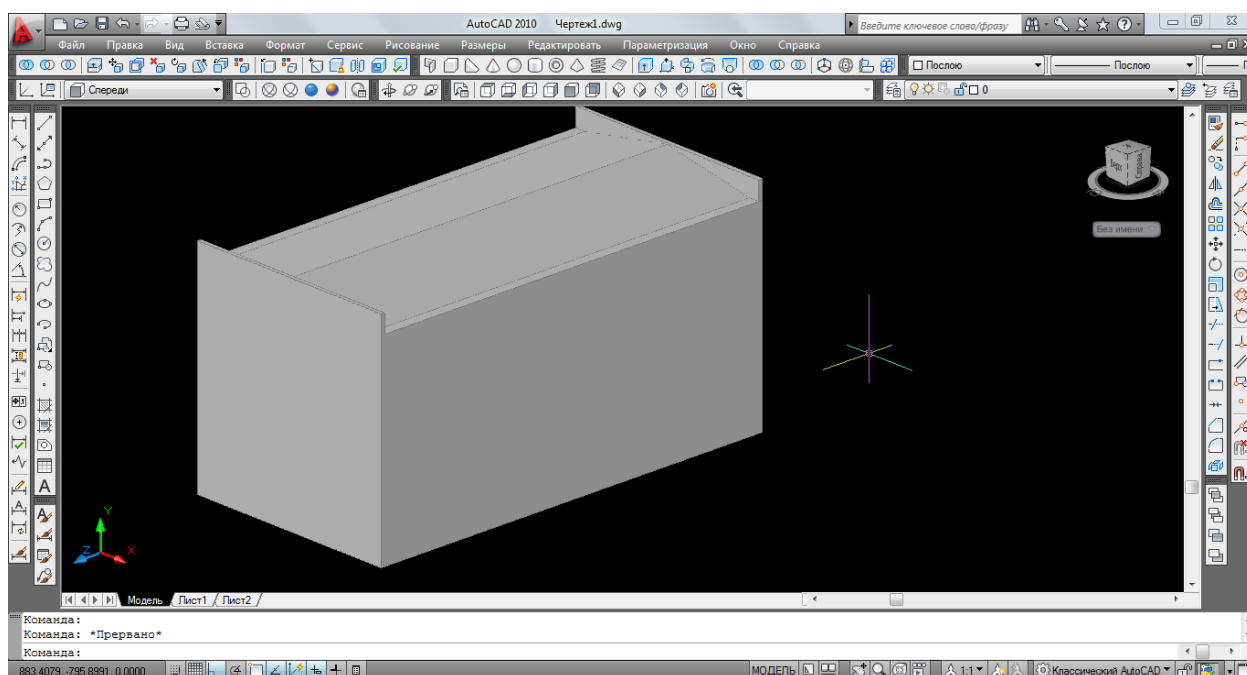 AutoCAD 2010 Чертеж1.dwg
Введите ключевое слово/фразу
Файл Правка Вид Вставка Формат Сервис Рисование Размеры Редактировать Параметризация Окно Справка
Послою Послою
Спереди 0
Верх Справа
Без имени
Y
Z X
Модель Лист1 Лист2
Команда:
Команда: *Прервано*
Команда:
883.4079, -795.8991, 0.0000 МОДЕЛЬ 1:1 Классический AutoCAD